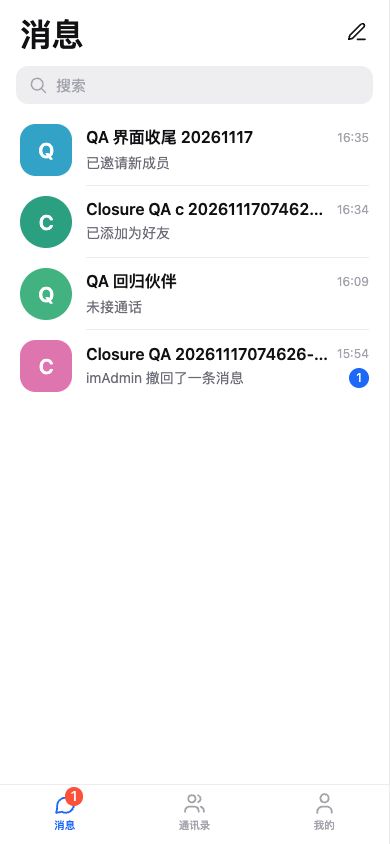 消息
搜索
Q
QA 界面收尾 20261117
16:35
已邀请新成员
C
Closure QA c 2026111707462...
16:34
已添加为好友
Q
QA 回归伙伴
16:09
未接通话
C
Closure QA 20261117074626-...
15:54
imAdmin 撤回了一条消息
1
1
消息
通讯录
我的